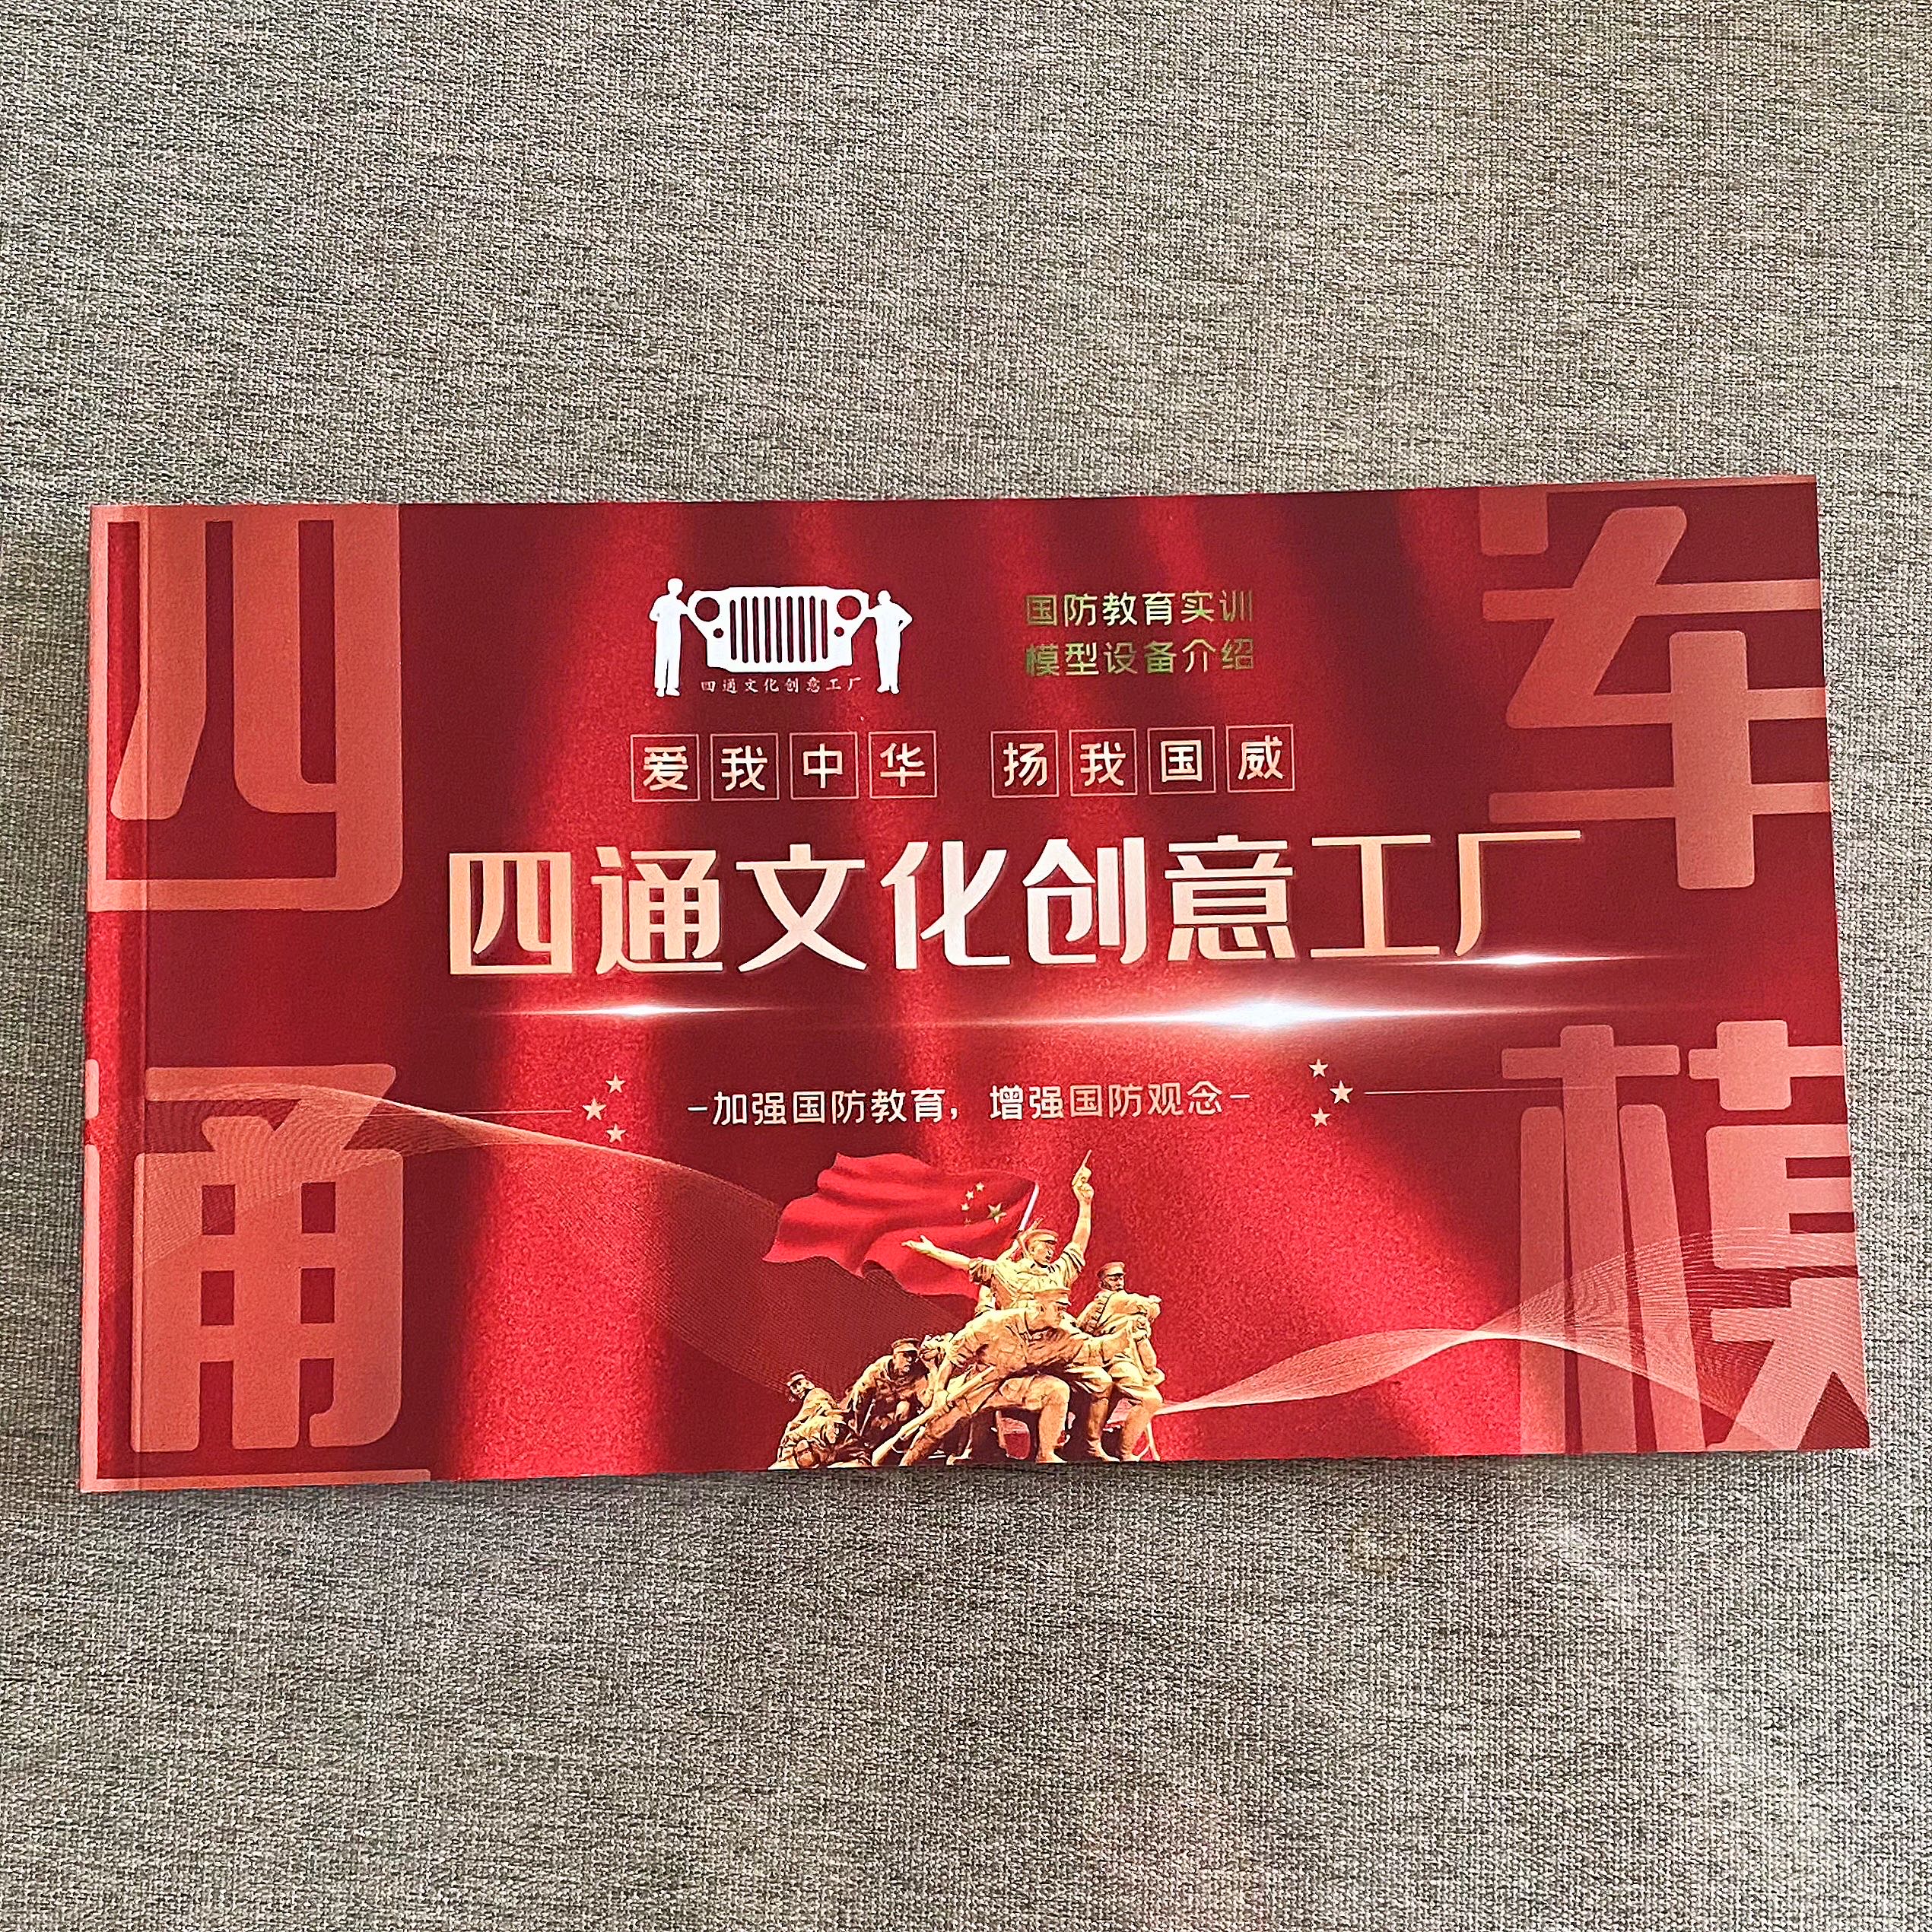 四通
车模
四通文化创意工厂
国防教育实训
模型设备介绍
爱我中华 扬我国威
四通文化创意工厂
-加强国防教育，增强国防观念-